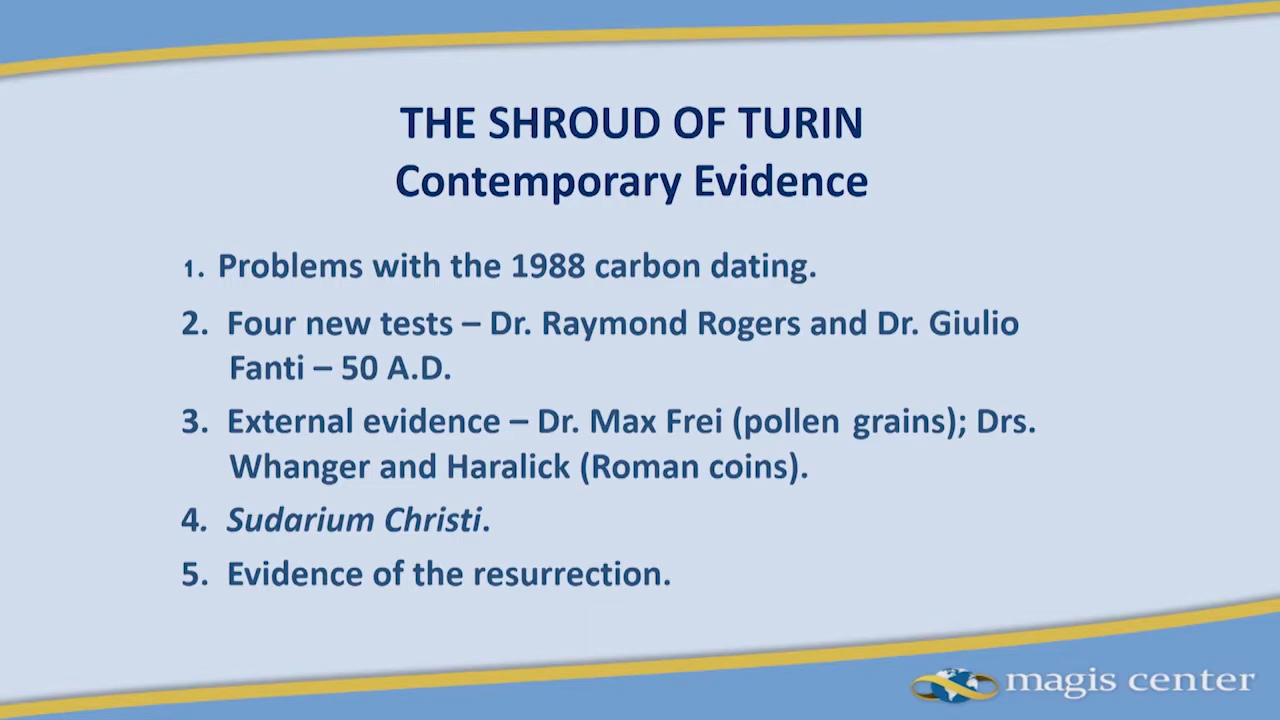 THE SHROUD OF TURIN
Contemporary Evidence
1. Problems with the 1988 carbon dating.
2. Four new tests – Dr. Raymond Rogers and Dr. Giulio
Fanti – 50 A.D.
3. External evidence – Dr. Max Frei (pollen grains); Drs.
Whanger and Haralick (Roman coins).
4. Sudarium Christi.
5. Evidence of the resurrection.
magis center